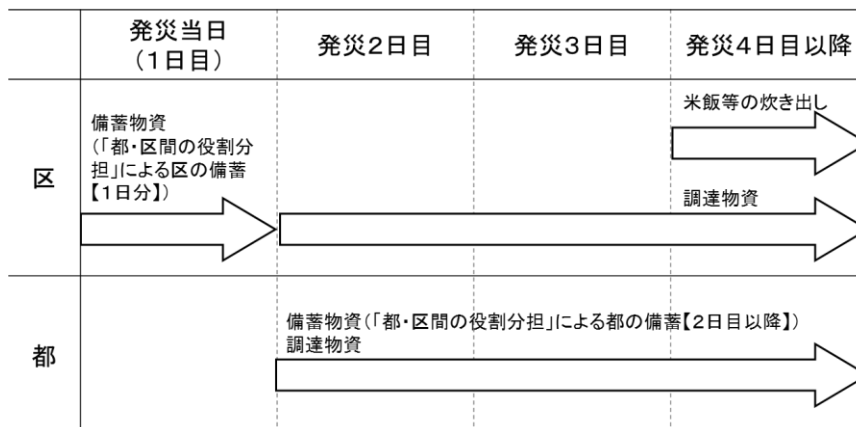 発災当日
(1日目)
発災2日目
発災3日目
発災4日目以降
区
備蓄物資
(「都・区間の役割分
担」による区の備蓄
【1日分】)
米飯等の炊き出し
調達物資
都
備蓄物資(「都・区間の役割分担」による都の備蓄【2日目以降】)
調達物資